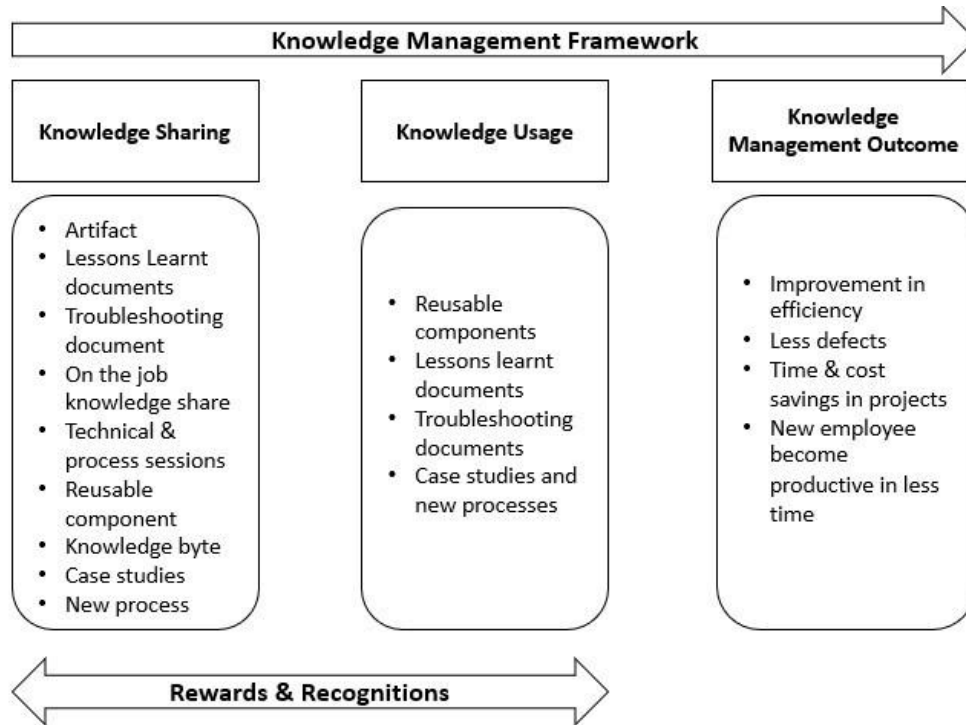 Knowledge Management Framework
Knowledge Sharing
• Artifact
• Lessons Learnt
documents
• Troubleshooting
document
• On the job
knowledge share
• Technical &
process sessions
• Reusable
component
• Knowledge byte
• Case studies
• New process
Knowledge Usage
• Reusable
components
• Lessons learnt
documents
• Troubleshooting
documents
• Case studies and
new processes
Knowledge
Management Outcome
• Improvement in
efficiency
• Less defects
• Time & cost
savings in projects
• New employee
become
productive in less
time
Rewards & Recognitions